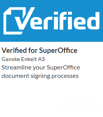 Verified
Verified for SuperOffice
Ganske Enkelt AS
Streamline your SuperOffice
document signing processes